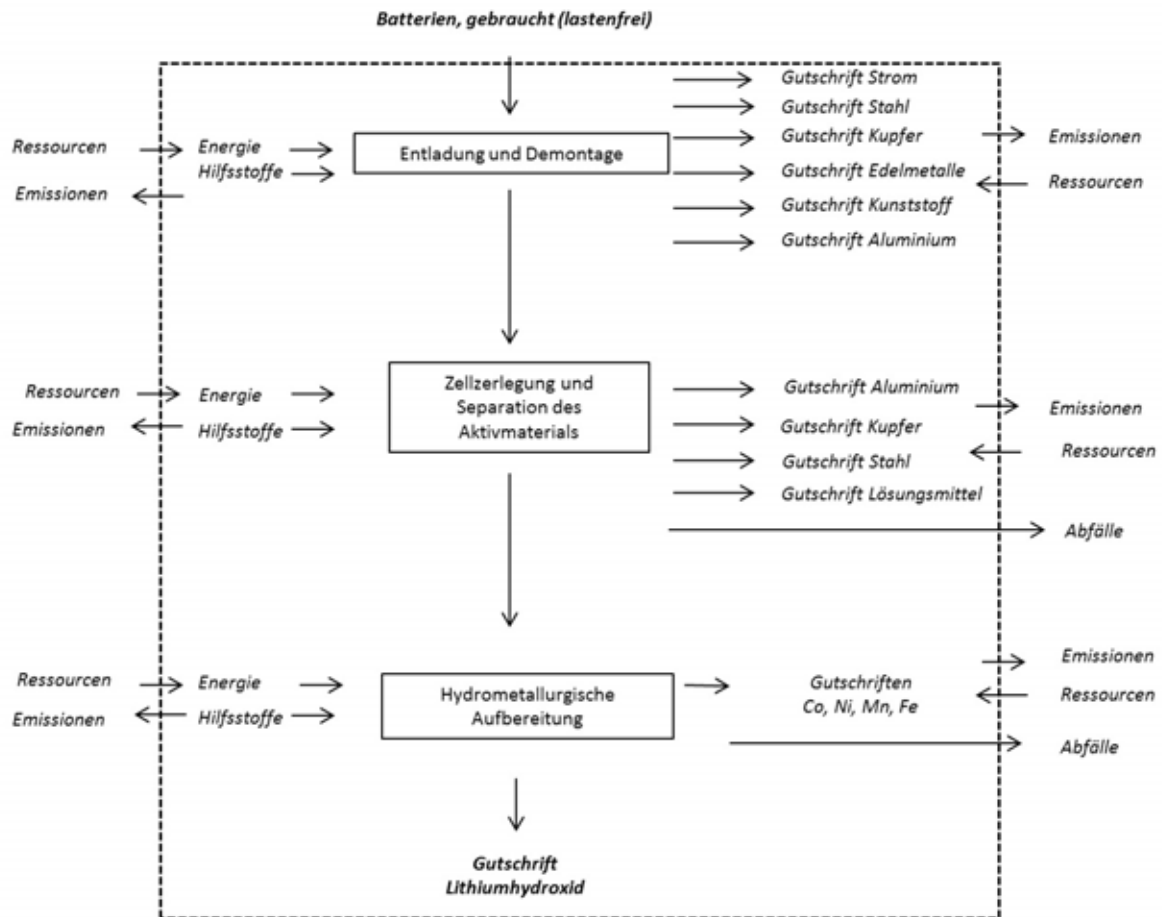 Batterien, gebraucht (lastenfrei)
Gutschrift Strom
Gutschrift Stahl
Ressourcen
Energie
Hilfsstoffe
Emissionen
Entladung und Demontage
Gutschrift Kupfer
Gutschrift Edelmetalle
Gutschrift Kunststoff
Gutschrift Aluminium
Emissionen
Ressourcen
Ressourcen
Energie
Emissionen
Hilfsstoffe
Zellzerlegung und
Separation des
Aktivmaterials
Gutschrift Aluminium
Gutschrift Kupfer
Gutschrift Stahl
Gutschrift Lösungsmittel
Emissionen
Ressourcen
Abfälle
Ressourcen
Energie
Emissionen
Hilfsstoffe
Hydrometallurgische
Aufbereitung
Gutschriften
Co, Ni, Mn, Fe
Emissionen
Ressourcen
Abfälle
Gutschrift
Lithiumhydroxid